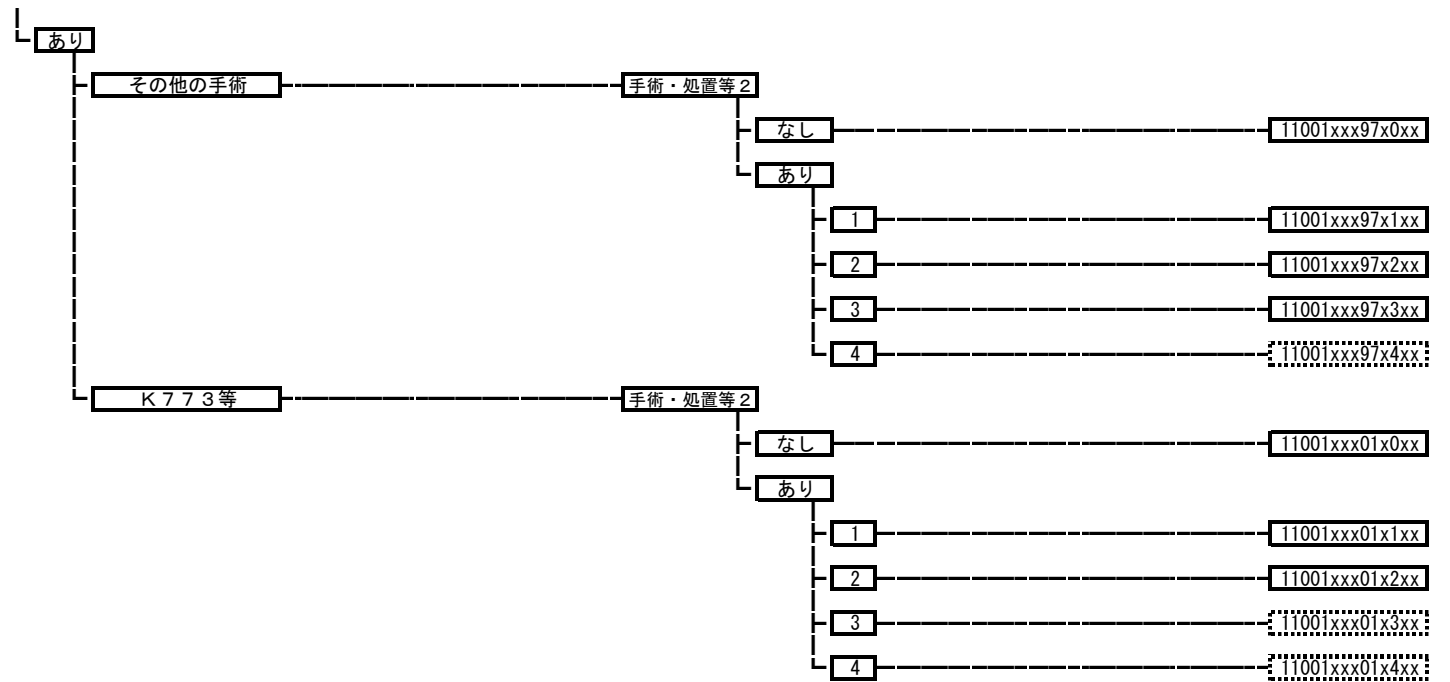 あり
その他の手術 手術・処置等２
なし 11001xxx97x0xx
あり
1 11001xxx97x1xx
2 11001xxx97x2xx
3 11001xxx97x3xx
4 11001xxx97x4xx
Ｋ７７３等 手術・処置等２
なし 11001xxx01x0xx
あり
1 11001xxx01x1xx
2 11001xxx01x2xx
3 11001xxx01x3xx
4 11001xxx01x4xx